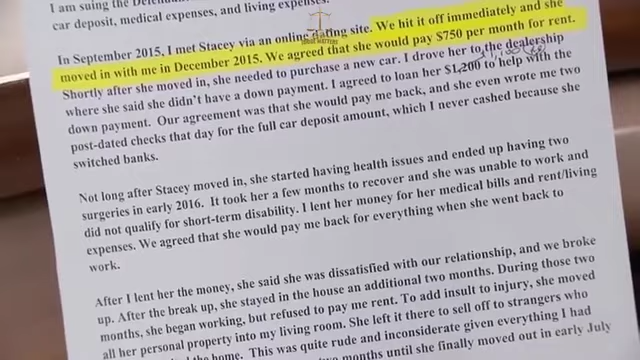 I am suing the Defendant
car deposit, medical expenses, and living expenses.
In September 2015, I met Stacey via an online dating site. We hit it off immediately and she
moved in with me in December 2015. We agreed that she would pay $750 per month for rent.
Shortly after she moved in, she needed to purchase a new car. I drove her to the dealership
where she said she didn't have a down payment. I agreed to loan her $1,200 to help with the
down payment. Our agreement was that she would pay me back, and she even wrote me two
post-dated checks that day for the full car deposit amount, which I never cashed because she
switched banks.
Not long after Stacey moved in, she started having health issues and ended up having two
surgeries in early 2016. It took her a few months to recover and she was unable to work and
did not qualify for short-term disability. I lent her money for her medical bills and rent/living
expenses. We agreed that she would pay me back for everything when she went back to
work.
After I lent her the money, she said she was dissatisfied with our relationship, and we broke
up. After the break up, she stayed in the house an additional two months. During those two
months, she began working, but refused to pay me rent. To add insult to injury, she moved
all her personal property into my living room. She left it there to sell off to strangers who
the home. This was quite rude and inconsiderate given everything I had
two months until she finally moved out in early July